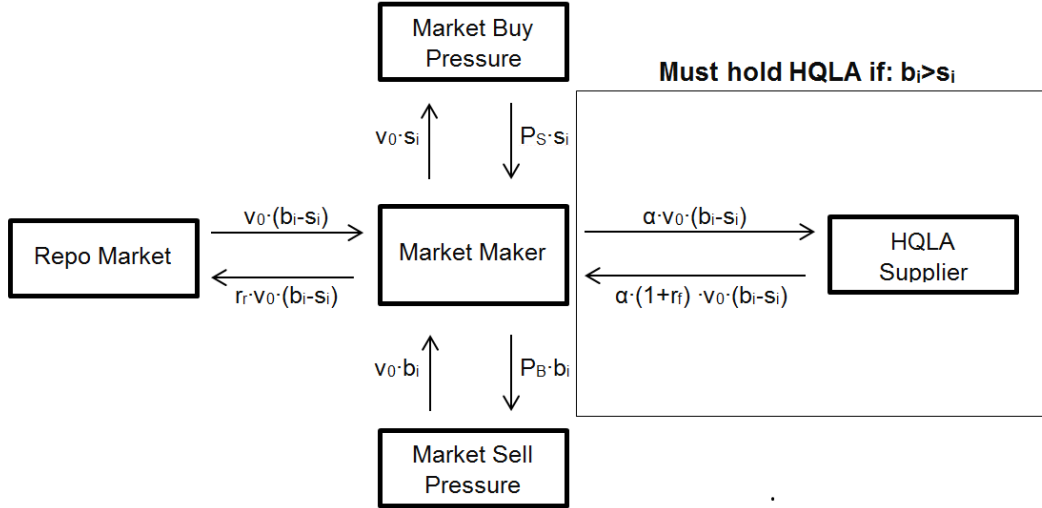 Market Buy
Pressure
Must hold HQLA if: bᵢ>sᵢ
v₀·sᵢ
Pₛ·sᵢ
v₀·(bᵢ-sᵢ)
α·v₀·(bᵢ-sᵢ)
Repo Market
Market Maker
HQLA
Supplier
rᵣ·v₀·(bᵢ-sᵢ)
α·(1+r_f) ·v₀·(bᵢ-sᵢ)
v₀·bᵢ
P_B·bᵢ
Market Sell
Pressure
.